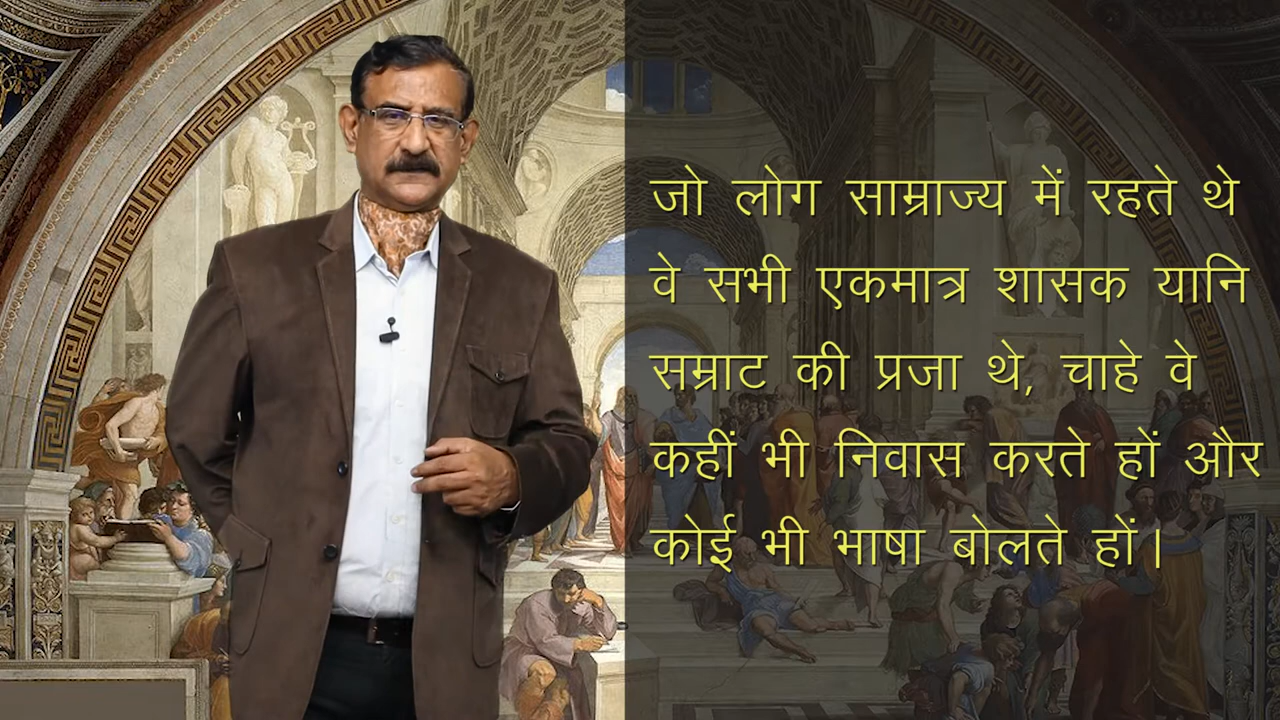 जो लोग साम्राज्य में रहते थे
वे सभी एकमात्र शासक यानि
सम्राट की प्रजा थे, चाहे वे
कहीं भी निवास करते हों और
कोई भी भाषा बोलते हों।